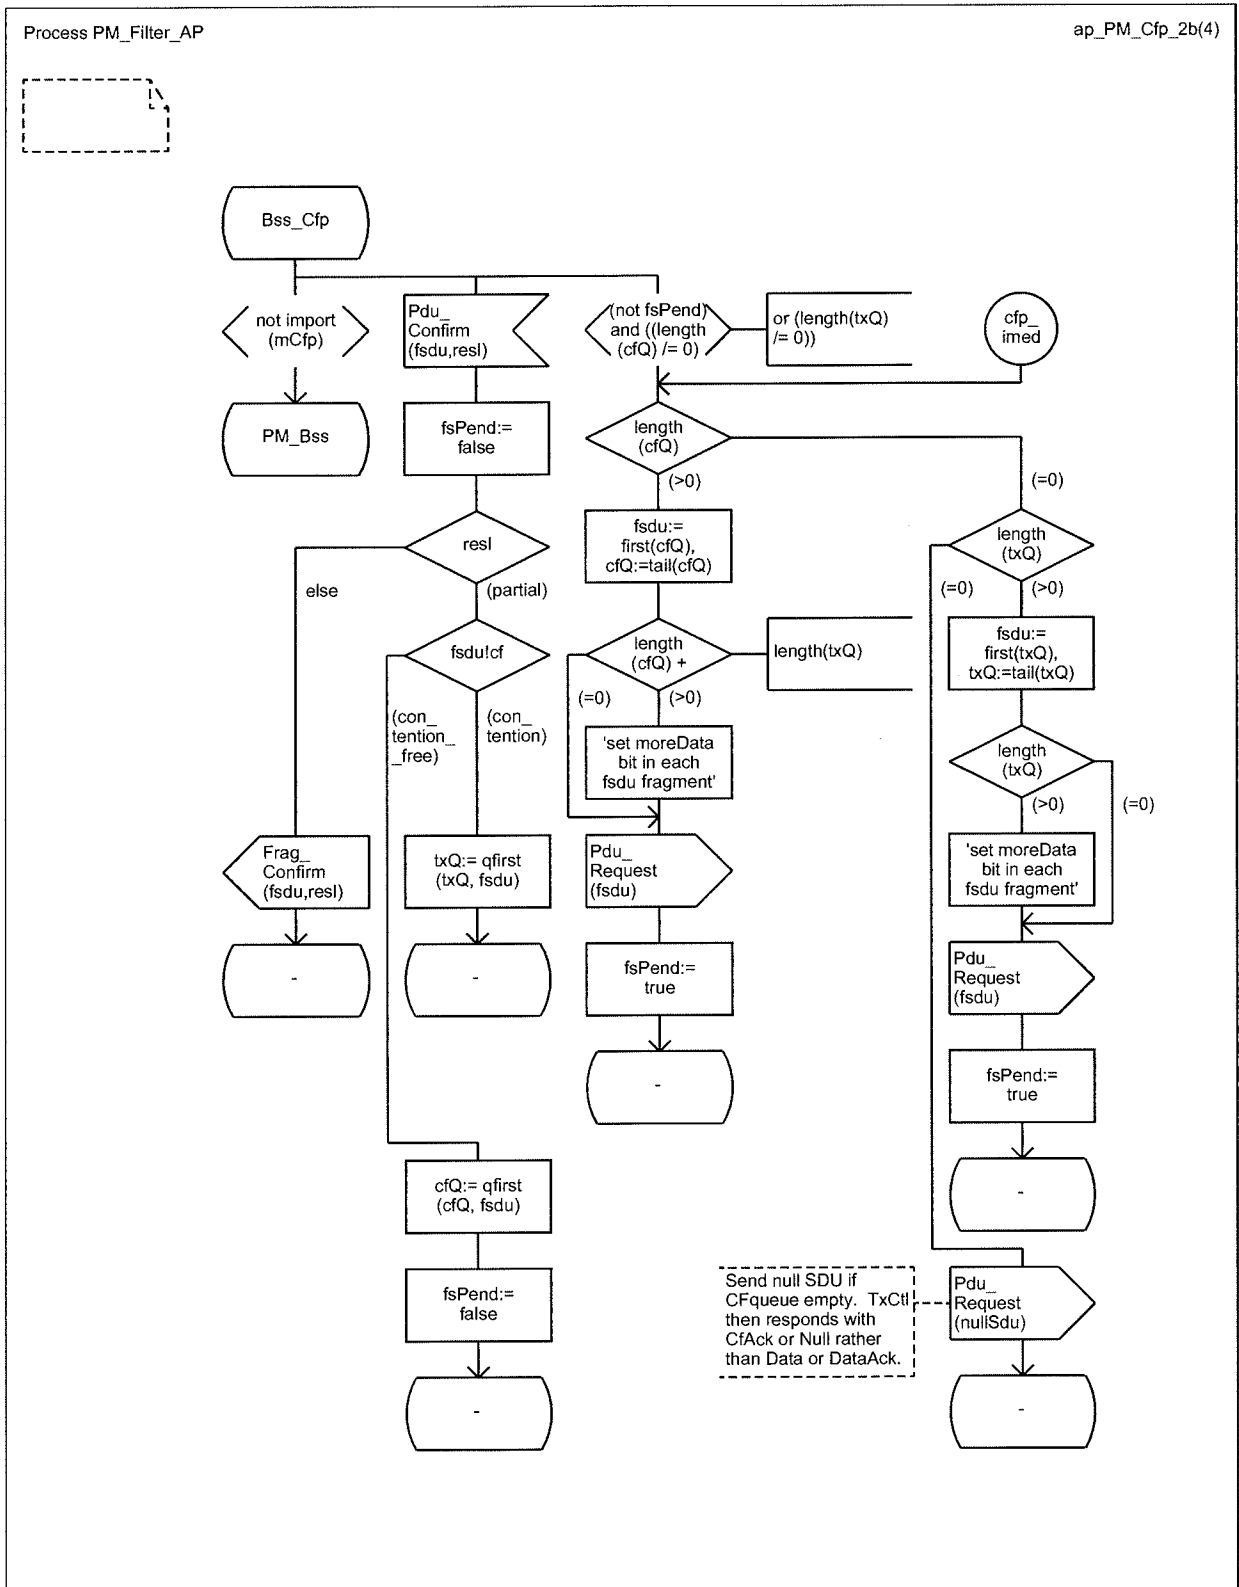 Process PM_Filter_AP
ap_PM_Cfp_2b(4)
Bss_Cfp
not import
(mCfp)
PM_Bss
Pdu_
Confirm
(fsdu,resl)
fsPend:=
false
resl
else
(partial)
fsdu!cf
(con_
tention_
_free)
(con_
tention)
Frag_
Confirm
(fsdu,resl)
-
txQ:= qfirst
(txQ, fsdu)
-
cfQ:= qfirst
(cfQ, fsdu)
fsPend:=
false
-
(not fsPend)
and ((length
(cfQ) /= 0)
or (length(txQ)
/= 0))
cfp_
imed
length
(cfQ)
(>0)
(=0)
fsdu:=
first(cfQ),
cfQ:=tail(cfQ)
length
(cfQ) +
length(txQ)
(=0)
(>0)
'set moreData
bit in each
fsdu fragment'
Pdu_
Request
(fsdu)
fsPend:=
true
-
length
(txQ)
(=0)
(>0)
fsdu:=
first(txQ),
txQ:=tail(txQ)
length
(txQ)
(>0)
(=0)
'set moreData
bit in each
fsdu fragment'
Pdu_
Request
(fsdu)
fsPend:=
true
-
Send null SDU if
CFqueue empty. TxCtl
then responds with
CfAck or Null rather
than Data or DataAck.
Pdu_
Request
(nullSdu)
-